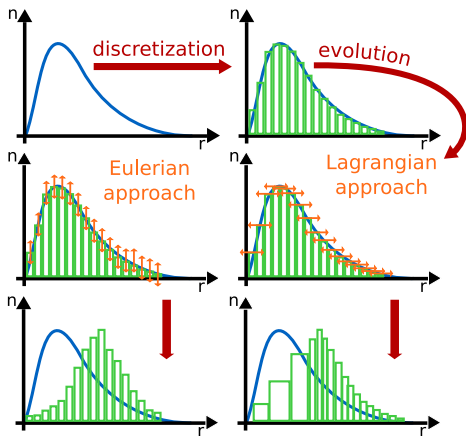 n
discretization
r
n
evolution
r
n
Eulerian
approach
r
n
Lagrangian
approach
r
n
r
n
r